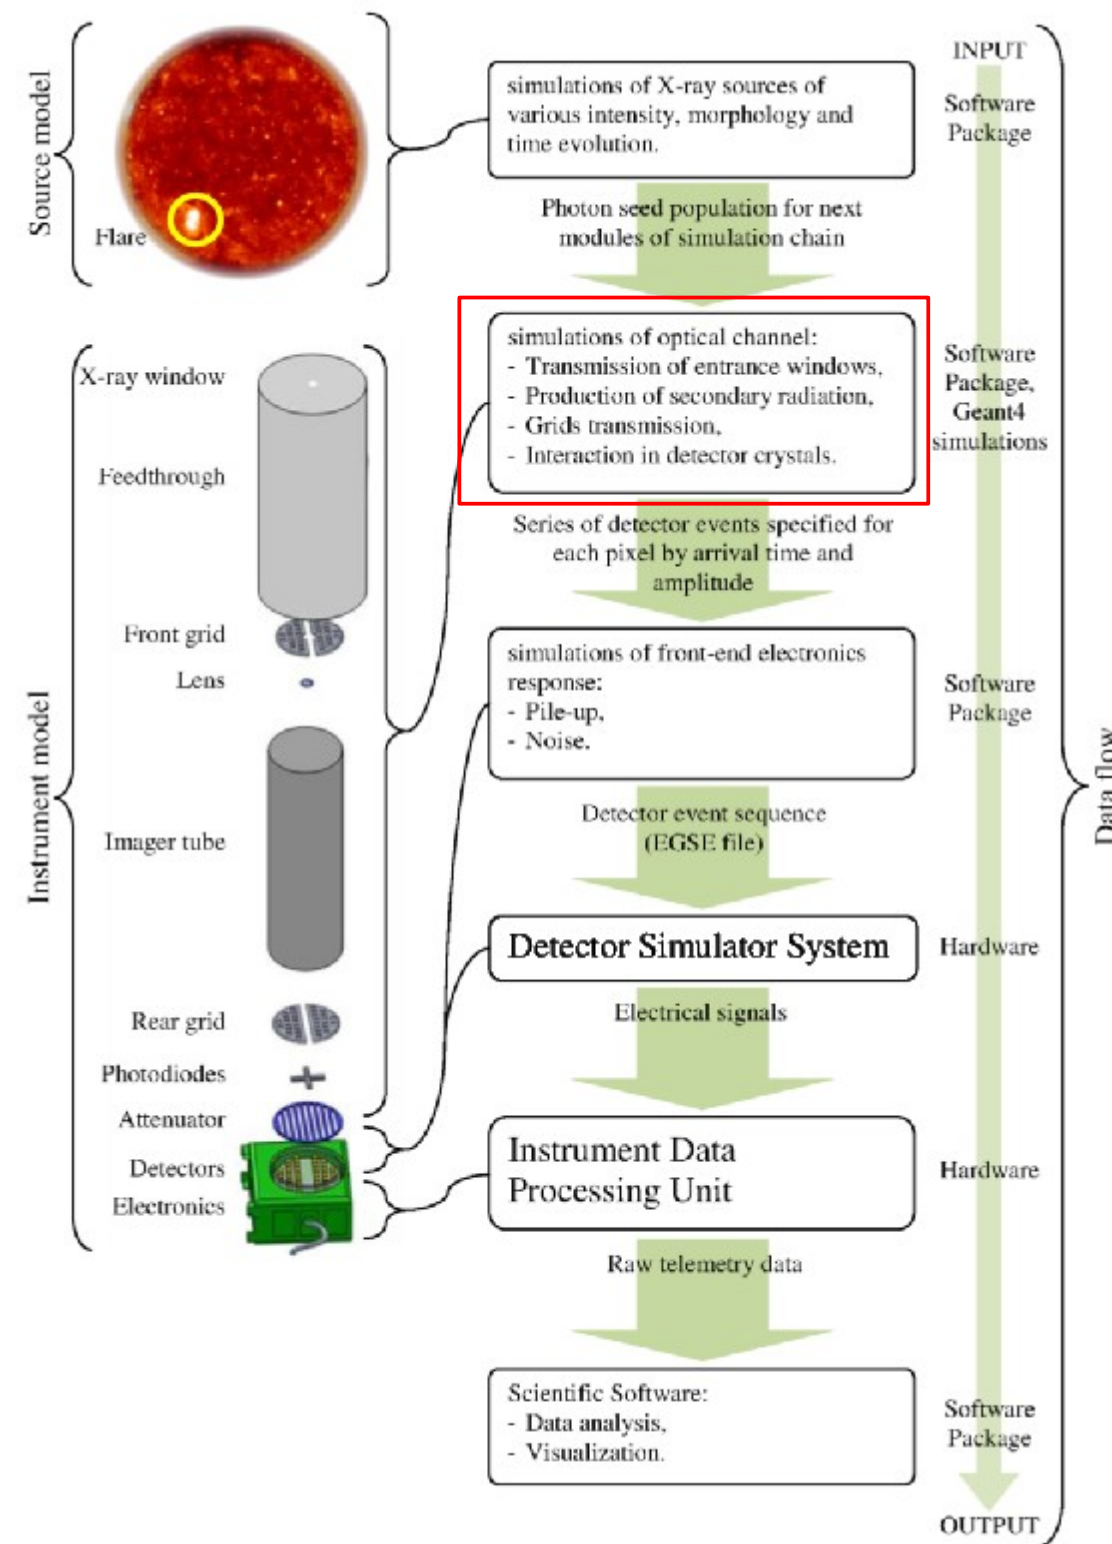 Source model
Flare
simulations of X-ray sources of
various intensity, morphology and
time evolution.
INPUT
Software
Package
Photon seed population for next
modules of simulation chain
Instrument model
X-ray window
Feedthrough
Front grid
Lens
Imager tube
Rear grid
Photodiodes
Attenuator
Detectors
Electronics
simulations of optical channel:
- Transmission of entrance windows,
- Production of secondary radiation,
- Grids transmission,
- Interaction in detector crystals.
Software
Package,
Geant4
simulations
Series of detector events specified for
each pixel by arrival time and
amplitude
simulations of front-end electronics
response:
- Pile-up,
- Noise.
Software
Package
Detector event sequence
(EGSE file)
Detector Simulator System
Hardware
Electrical signals
Instrument Data
Processing Unit
Hardware
Raw telemetry data
Scientific Software:
- Data analysis,
- Visualization.
Software
Package
OUTPUT
Data flow